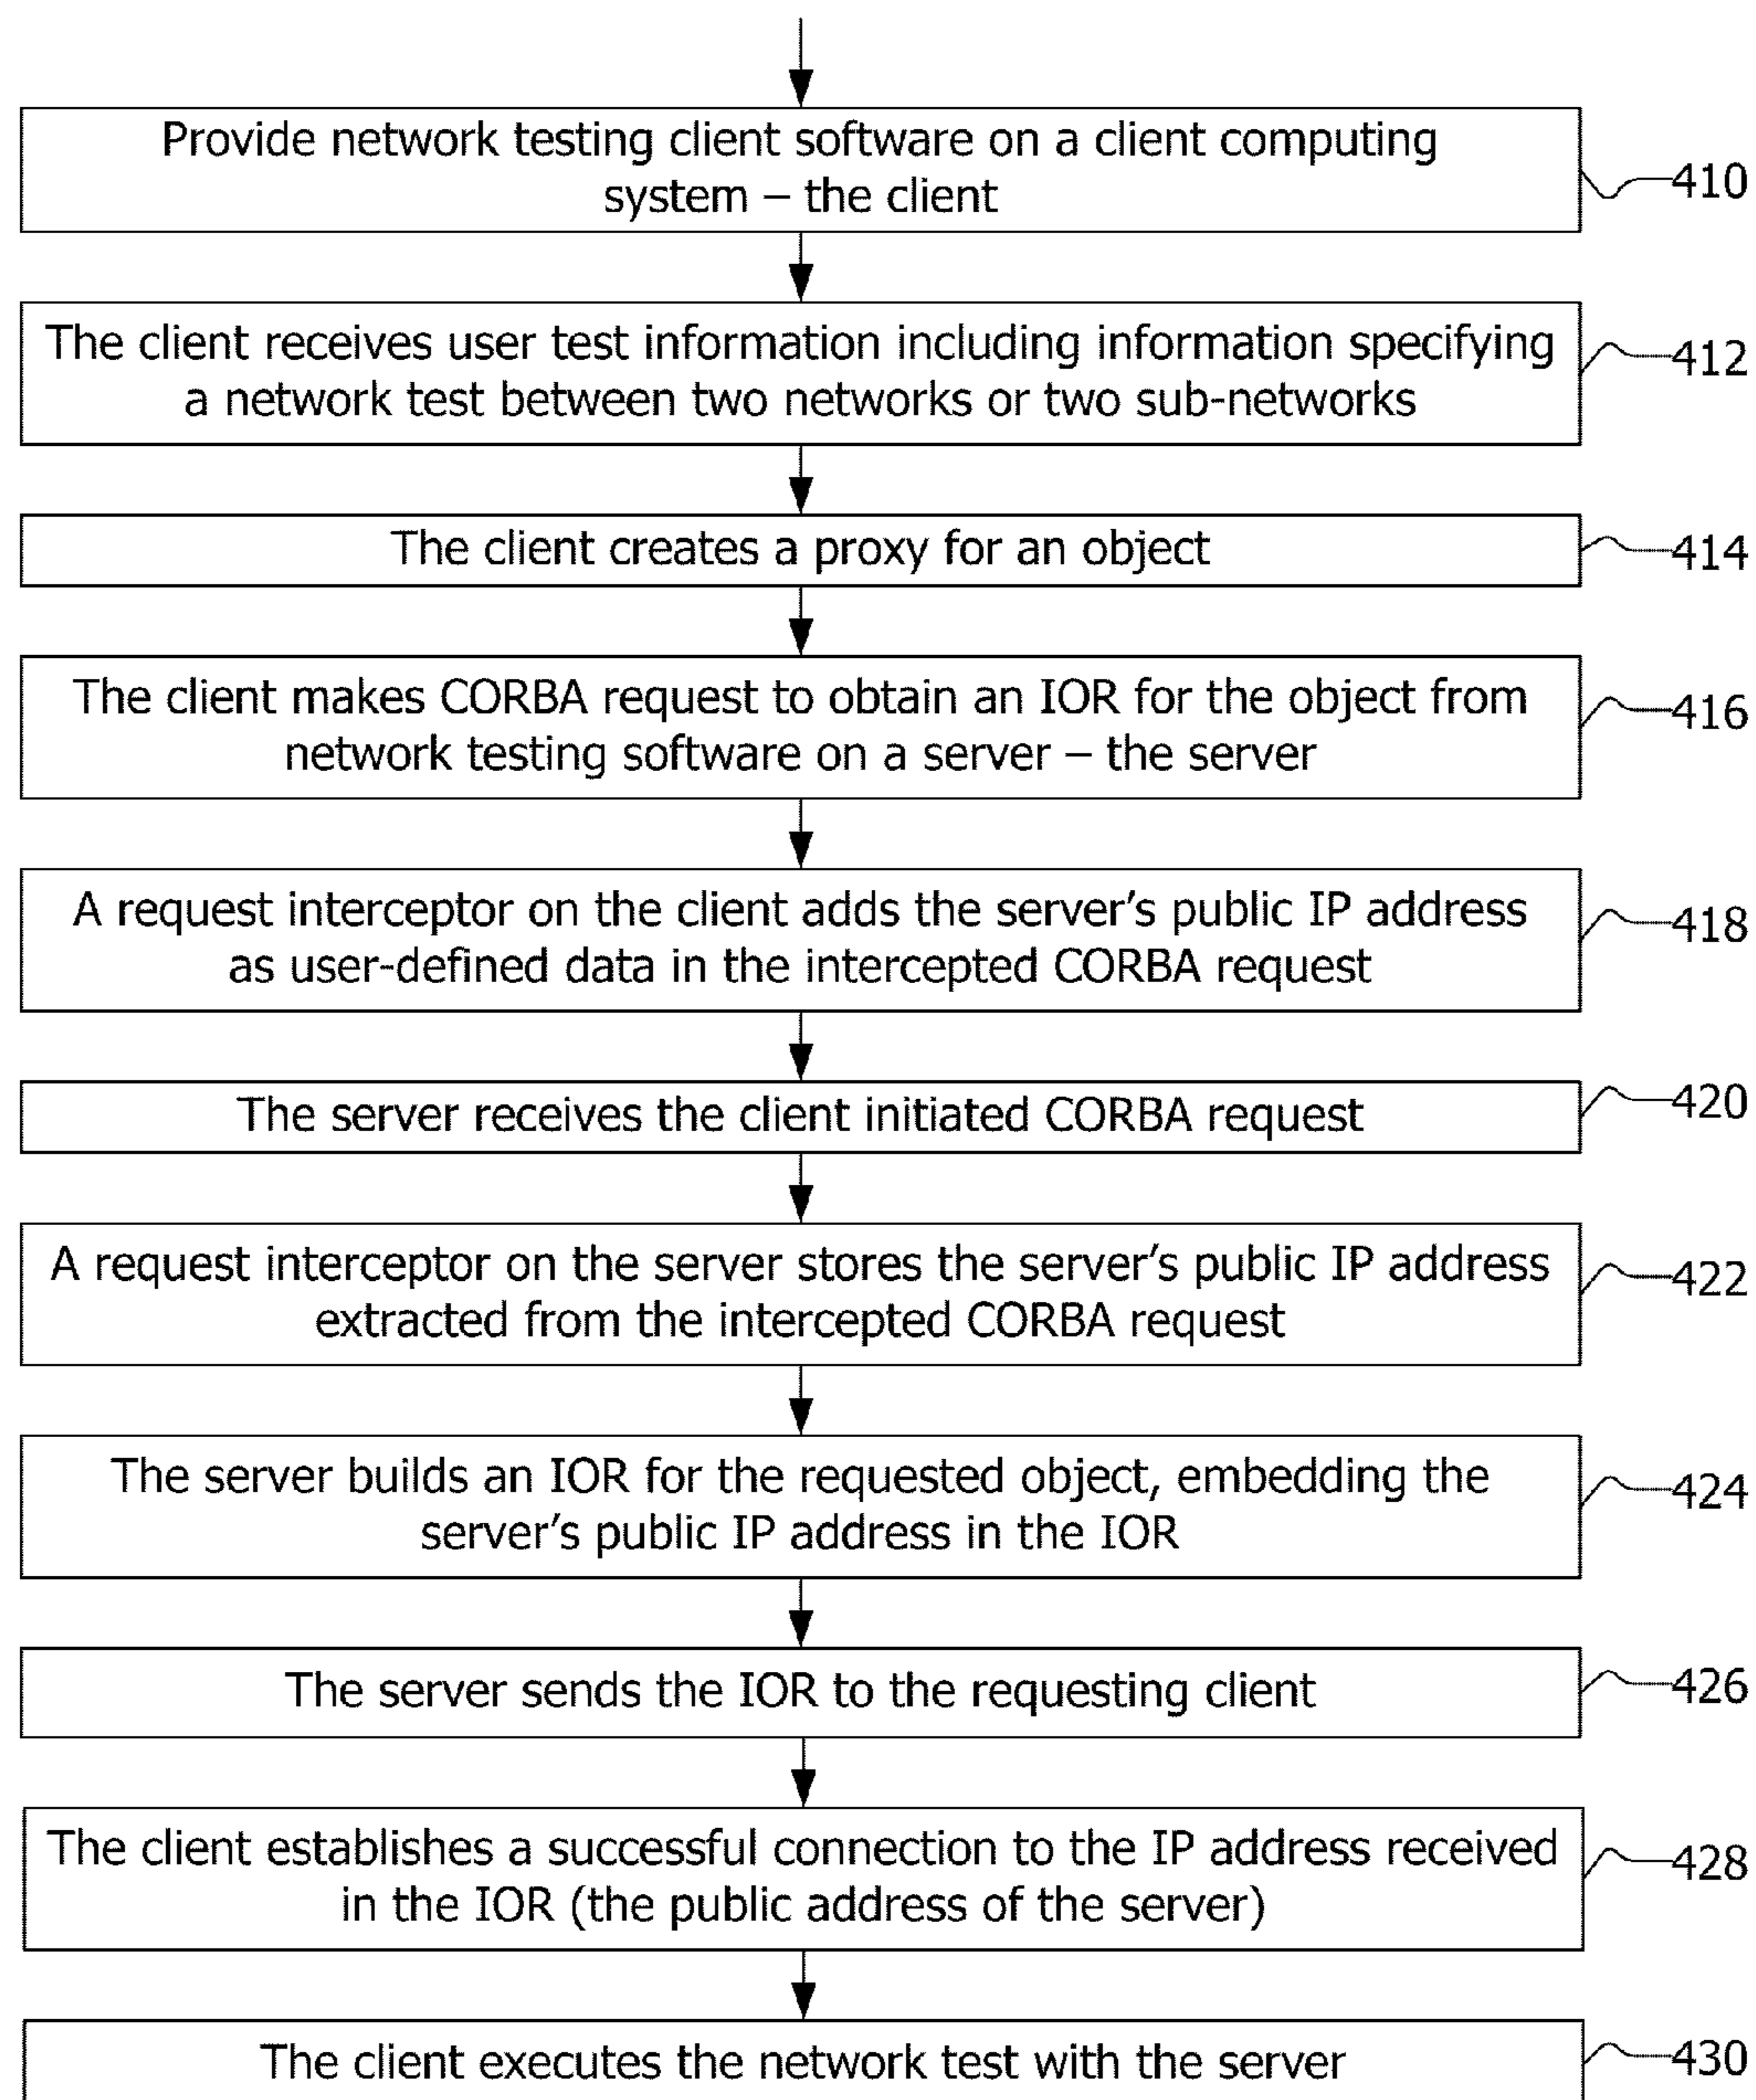 Provide network testing client software on a client computing
system – the client
410
The client receives user test information including information specifying
a network test between two networks or two sub-networks
412
The client creates a proxy for an object
414
The client makes CORBA request to obtain an IOR for the object from
network testing software on a server – the server
416
A request interceptor on the client adds the server's public IP address
as user-defined data in the intercepted CORBA request
418
The server receives the client initiated CORBA request
420
A request interceptor on the server stores the server's public IP address
extracted from the intercepted CORBA request
422
The server builds an IOR for the requested object, embedding the
server's public IP address in the IOR
424
The server sends the IOR to the requesting client
426
The client establishes a successful connection to the IP address received
in the IOR (the public address of the server)
428
The client executes the network test with the server
430